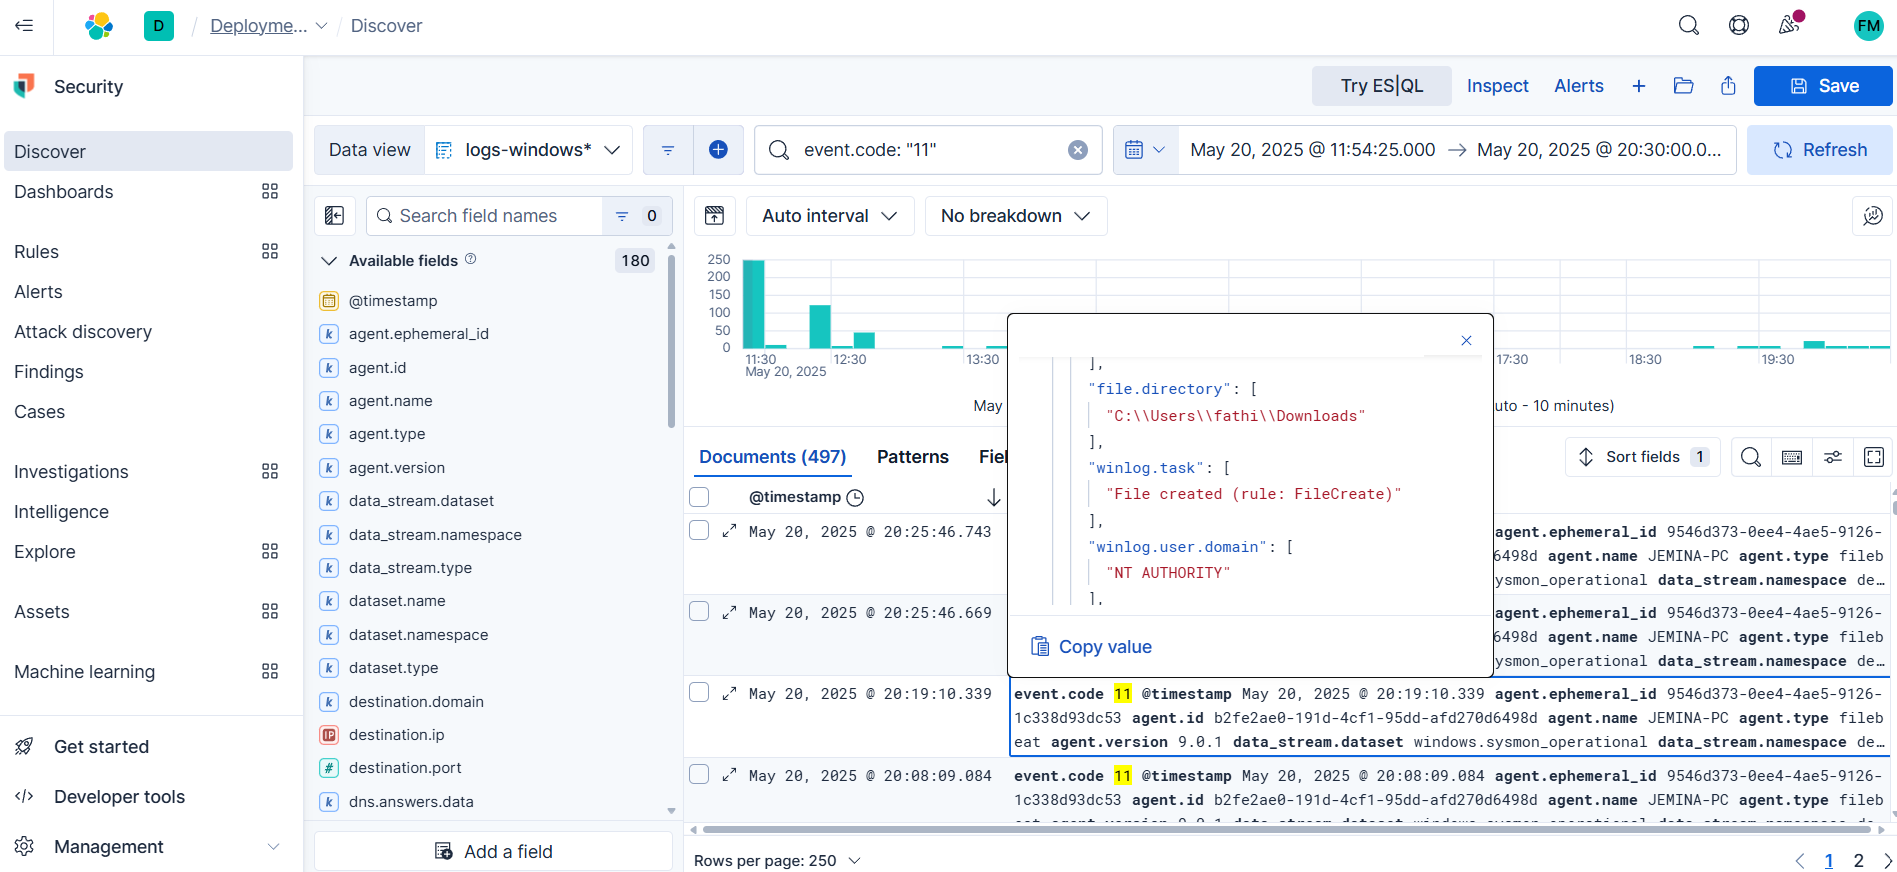 D / Deployme... / Discover FM
Security
Try ES|QL Inspect Alerts + Save
Discover
Dashboards
Rules
Alerts
Attack discovery
Findings
Cases
Investigations
Intelligence
Explore
Assets
Machine learning
Get started
Developer tools
Management
Data view logs-windows* event.code: "11" May 20, 2025 @ 11:54:25.000 → May 20, 2025 @ 20:30:00.0... Refresh
Search field names 0
Available fields 180
@timestamp
agent.ephemeral_id
agent.id
agent.name
agent.type
agent.version
data_stream.dataset
data_stream.namespace
data_stream.type
dataset.name
dataset.namespace
dataset.type
destination.domain
destination.ip
destination.port
dns.answers.data
Add a field
Auto interval No breakdown
250
200
150
100
50
0
11:30 12:30 13:30 17:30 18:30 19:30
May 20, 2025
May uto - 10 minutes)
],
"file.directory": [
"C:\\Users\\fathi\\Downloads"
],
"winlog.task": [
"File created (rule: FileCreate)"
],
"winlog.user.domain": [
"NT AUTHORITY"
],
Copy value
Documents (497) Patterns Fiel Sort fields 1
@timestamp
May 20, 2025 @ 20:25:46.743 agent.ephemeral_id 9546d373-0ee4-4ae5-9126-
6498d agent.name JEMINA-PC agent.type fileb
ysmon_operational data_stream.namespace de...
May 20, 2025 @ 20:25:46.669 agent.ephemeral_id 9546d373-0ee4-4ae5-9126-
6498d agent.name JEMINA-PC agent.type fileb
ysmon_operational data_stream.namespace de...
May 20, 2025 @ 20:19:10.339 event.code 11 @timestamp May 20, 2025 @ 20:19:10.339 agent.ephemeral_id 9546d373-0ee4-4ae5-9126-
1c338d93dc53 agent.id b2fe2ae0-191d-4cf1-95dd-afd270d6498d agent.name JEMINA-PC agent.type fileb
eat agent.version 9.0.1 data_stream.dataset windows.sysmon_operational data_stream.namespace de...
May 20, 2025 @ 20:08:09.084 event.code 11 @timestamp May 20, 2025 @ 20:08:09.084 agent.ephemeral_id 9546d373-0ee4-4ae5-9126-
1c338d93dc53 agent.id b2fe2ae0-191d-4cf1-95dd-afd270d6498d agent.name JEMINA-PC agent.type fileb
Rows per page: 250 1 2